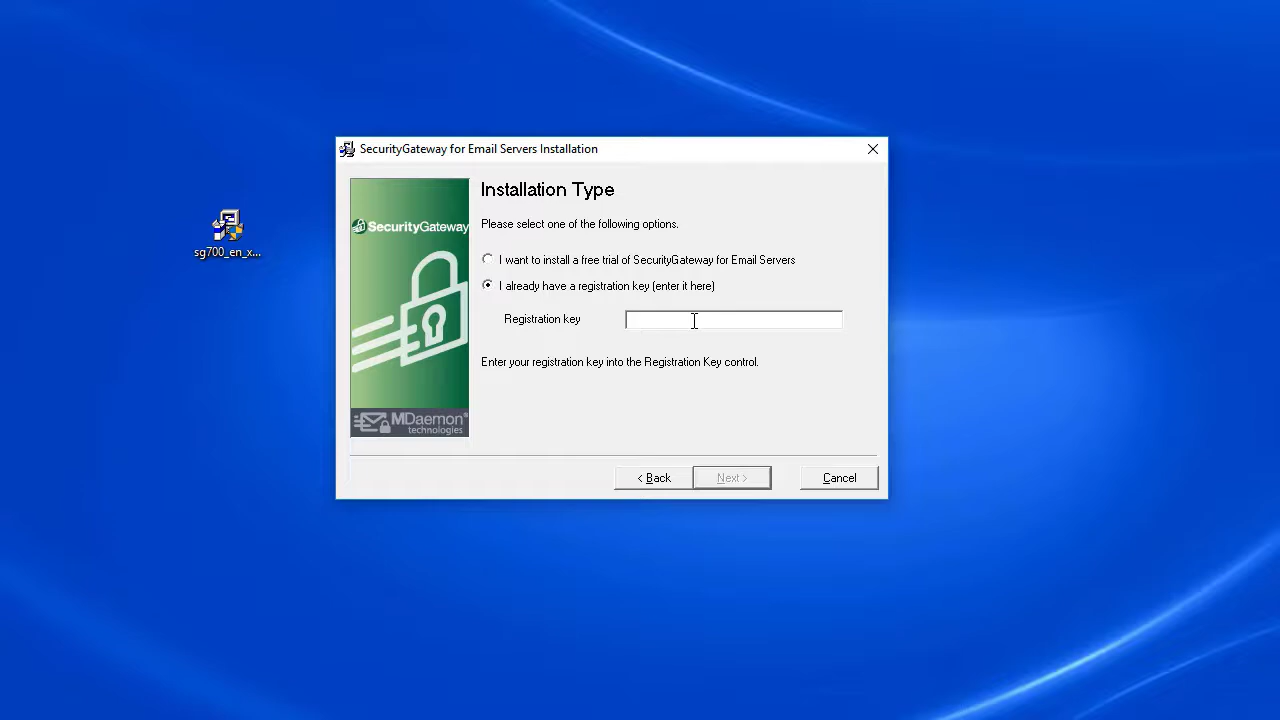 SecurityGateway for Email Servers Installation
Installation Type
SecurityGateway
Please select one of the following options.
sg700_en_x...
I want to install a free trial of SecurityGateway for Email Servers
I already have a registration key (enter it here)
Registration key
Enter your registration key into the Registration Key control.
MDaemon®
technologies
< Back
Next >
Cancel